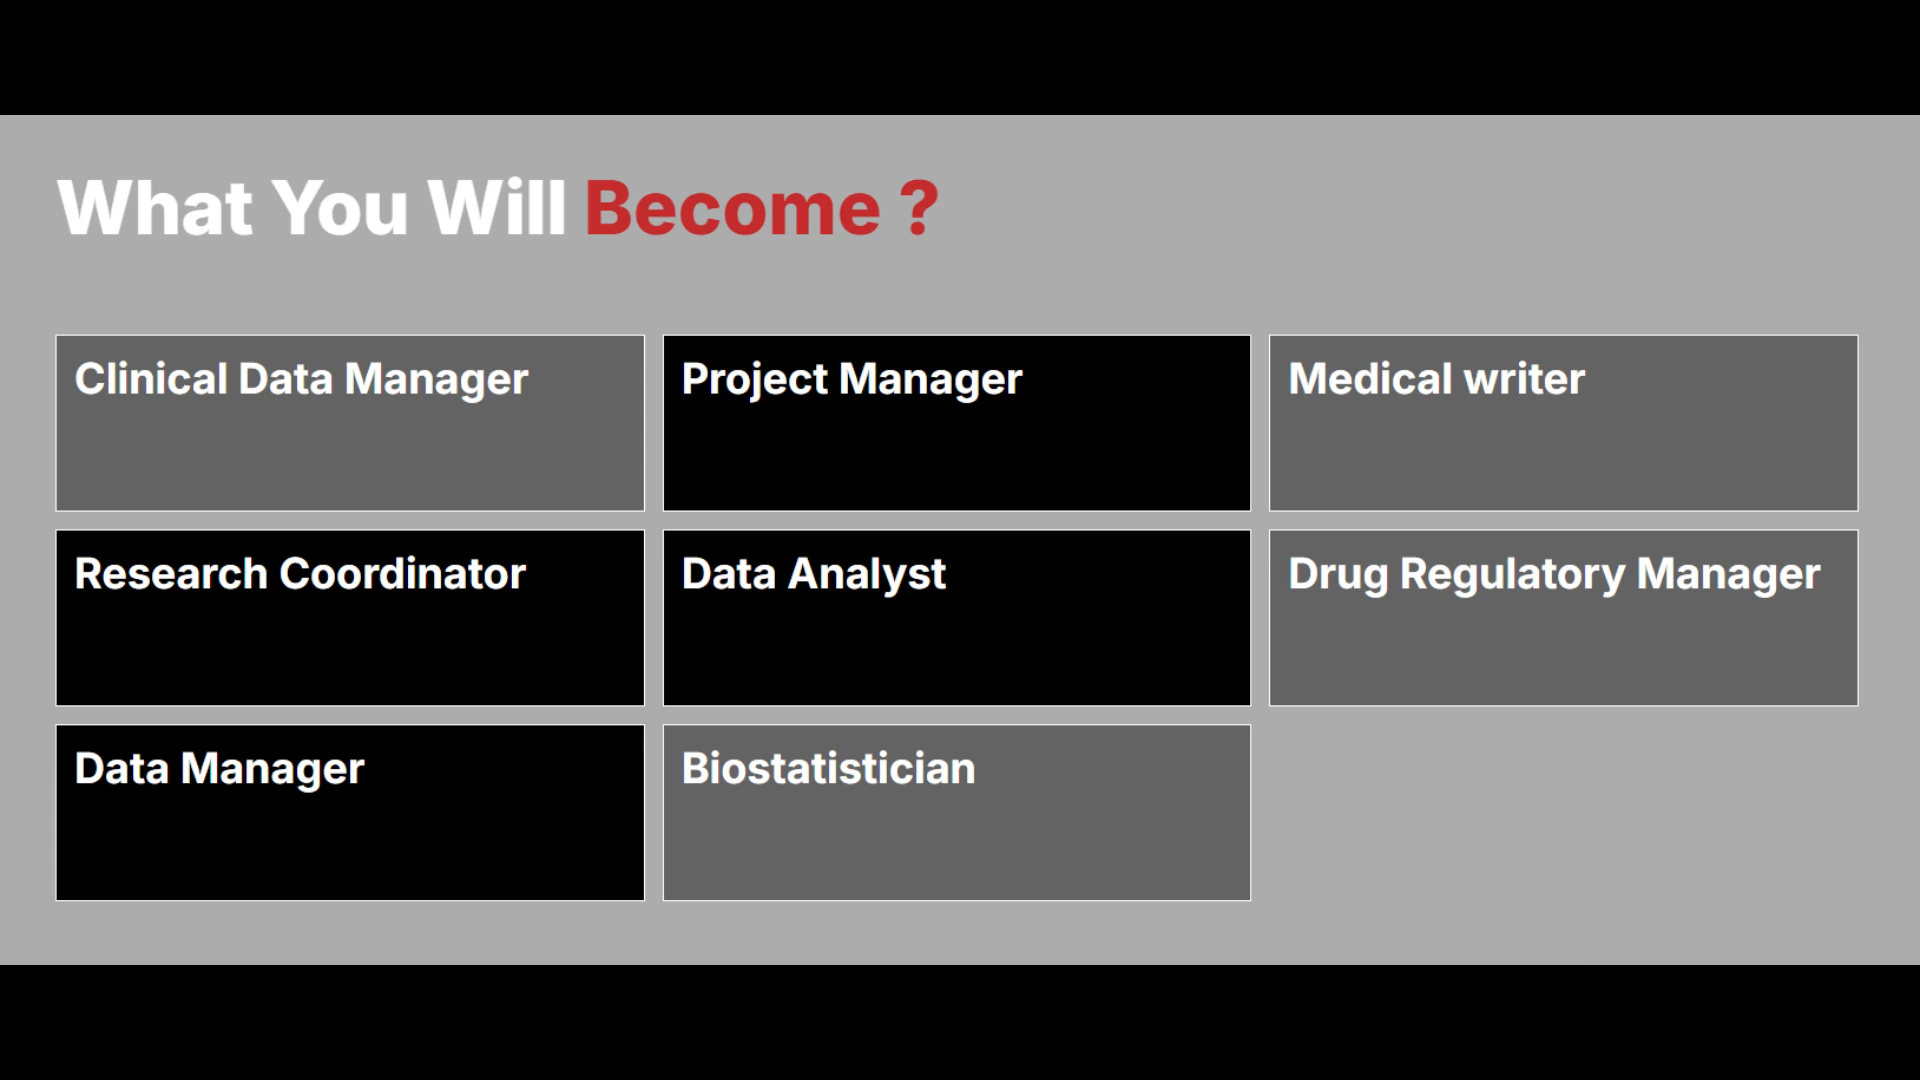 What You Will Become ?
Clinical Data Manager
Project Manager
Medical writer
Research Coordinator
Data Analyst
Drug Regulatory Manager
Data Manager
Biostatistician